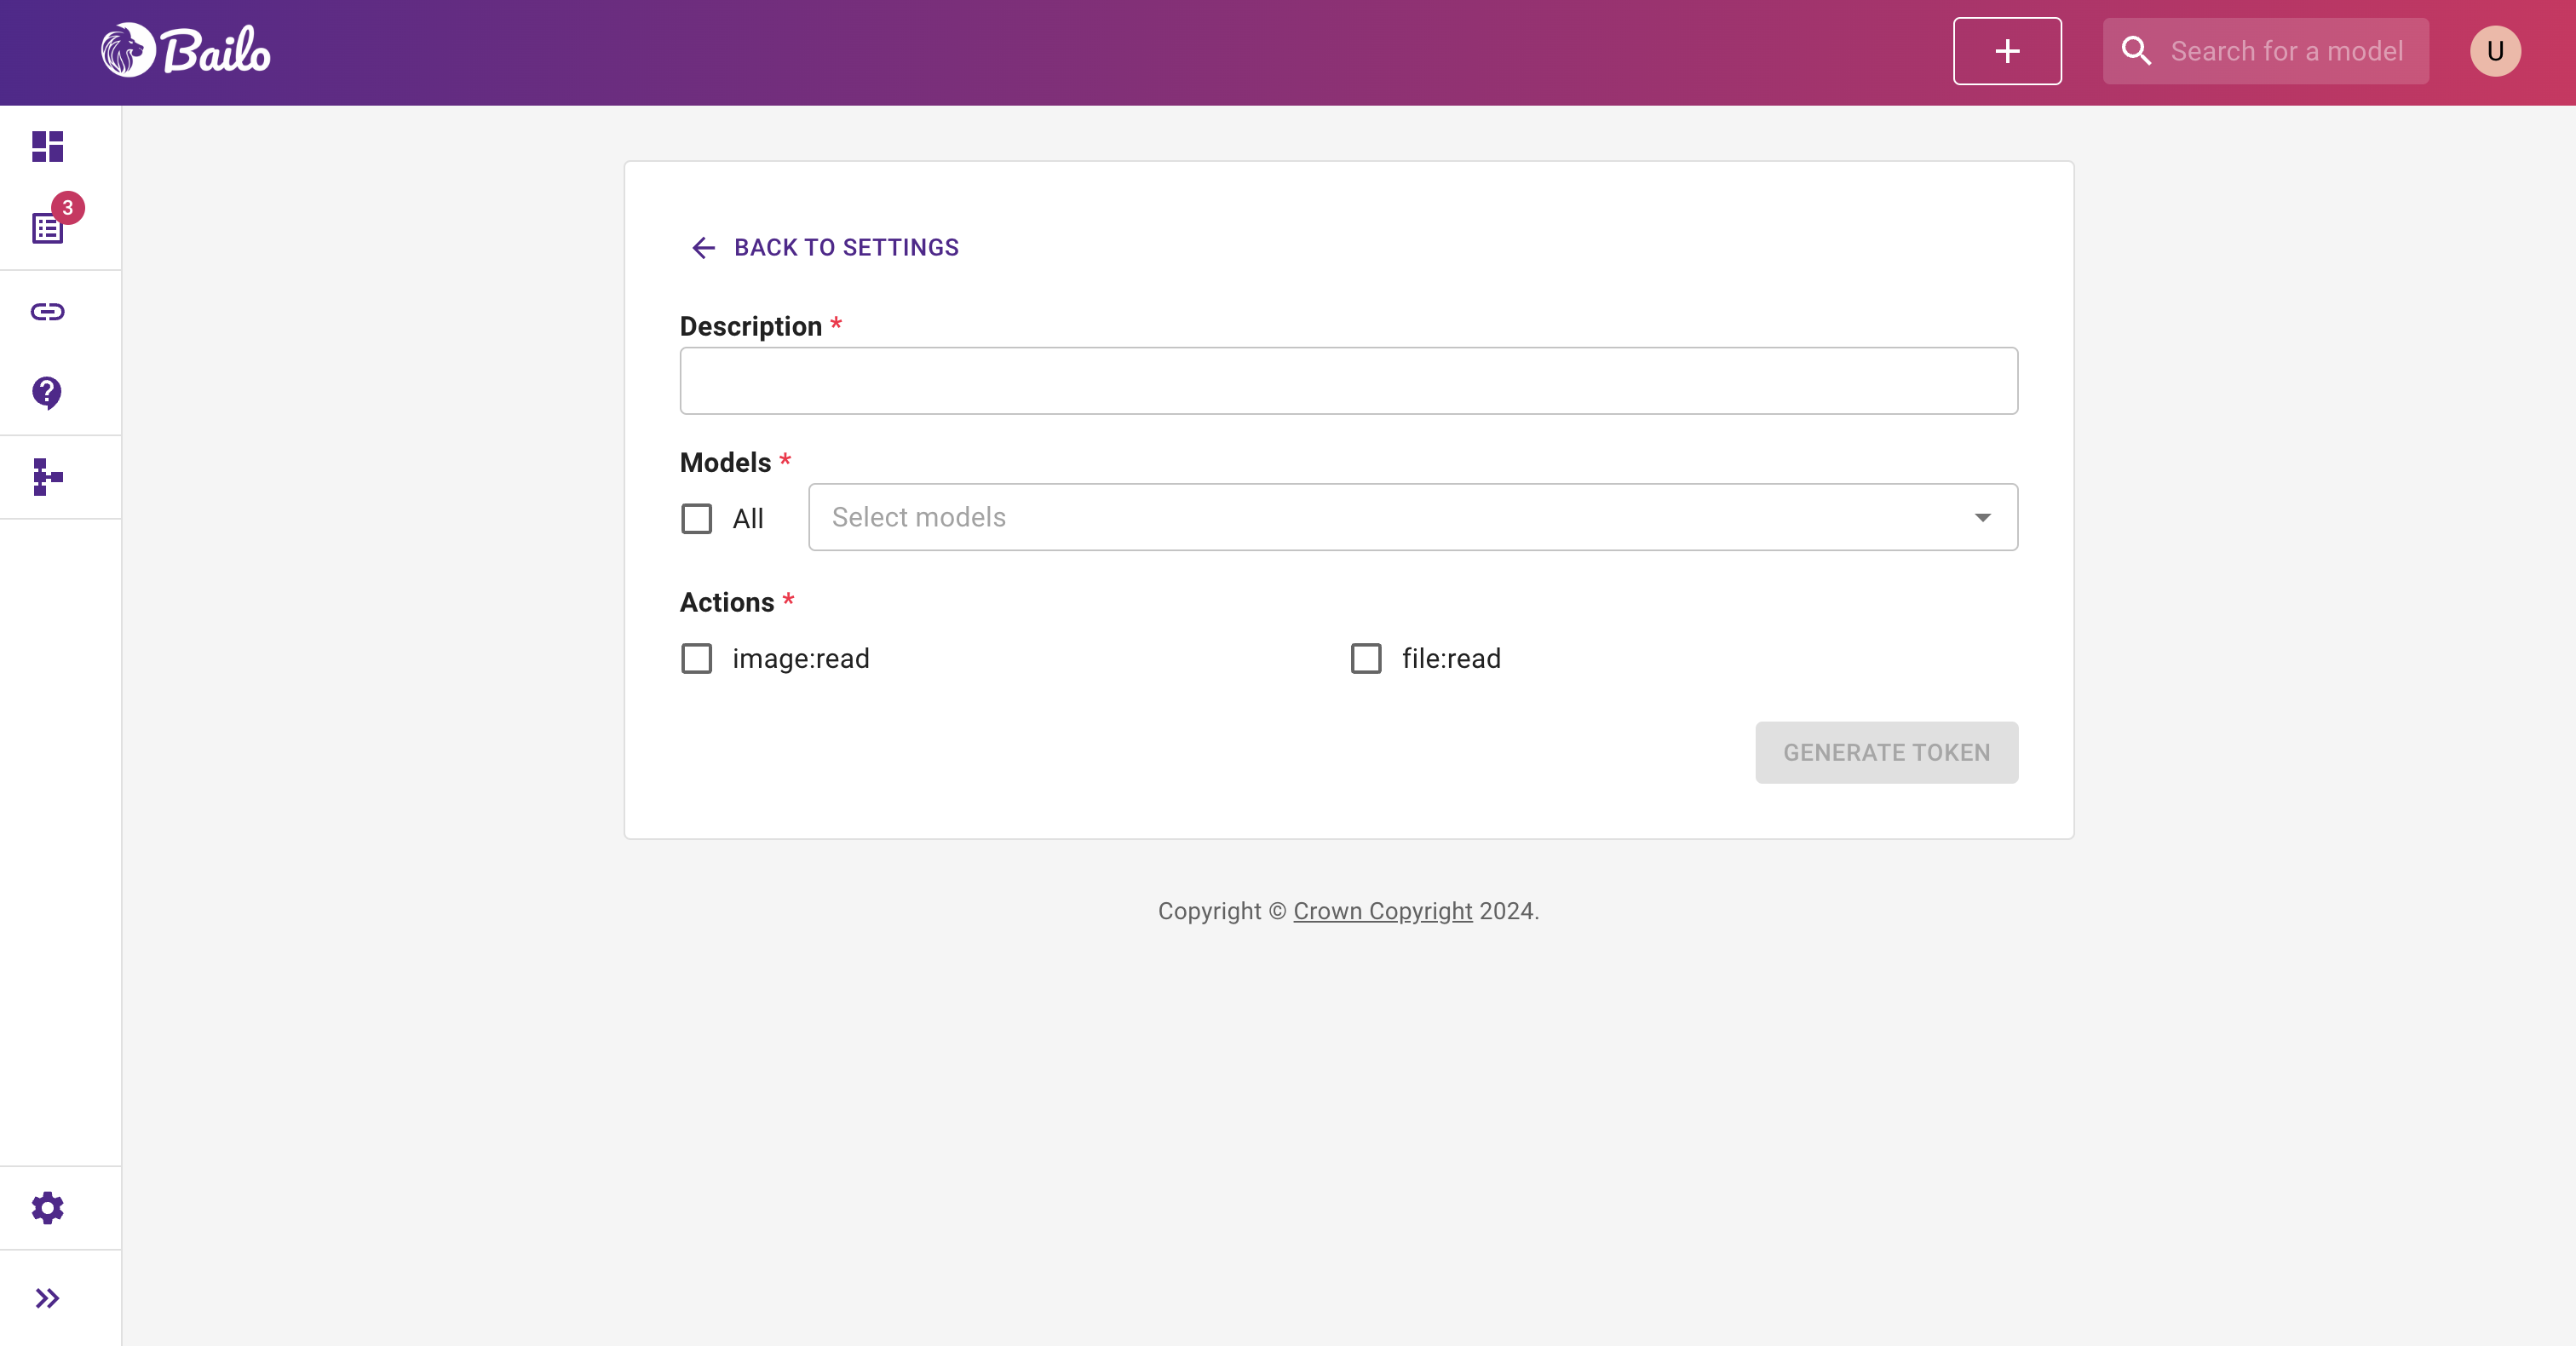 Bailo
+
Search for a model
U
3
BACK TO SETTINGS
Description *
Models *
All
Select models
Actions *
image:read
file:read
GENERATE TOKEN
Copyright © Crown Copyright 2024.